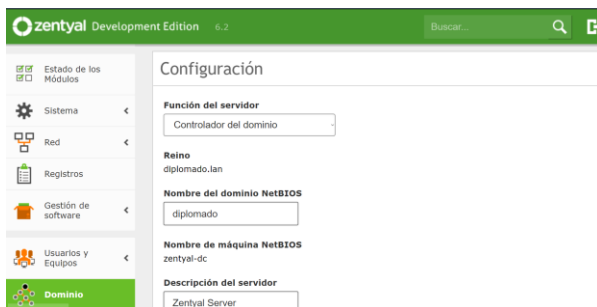 zentyal Development Edition 6.2
Buscar...
Estado de los
Módulos
Sistema
Red
Registros
Gestión de
software
Usuarios y
Equipos
Dominio
Configuración
Función del servidor
Controlador del dominio
Reino
diplomado.lan
Nombre del dominio NetBIOS
diplomado
Nombre de máquina NetBIOS
zentyal-dc
Descripción del servidor
Zentyal Server